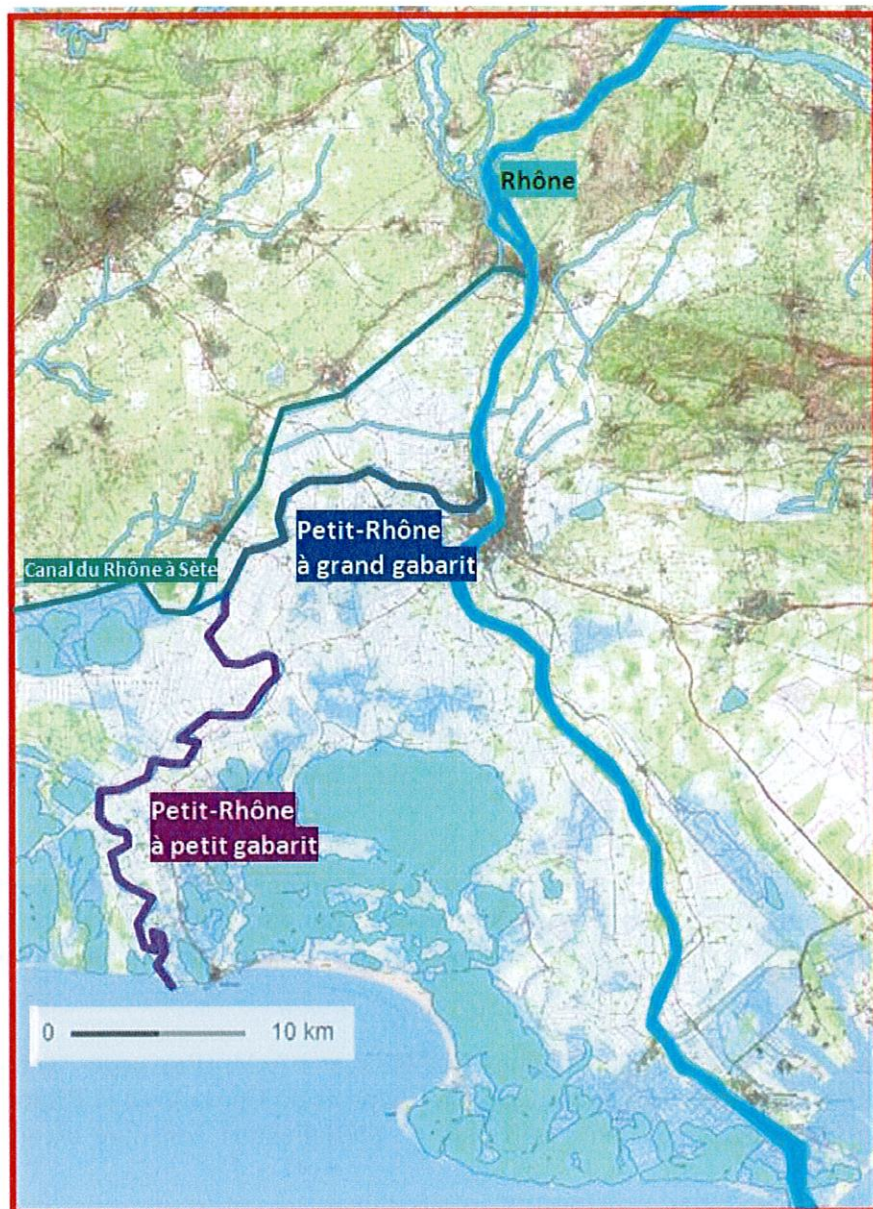 Rhône
Petit-Rhône
à grand gabarit
Canal du Rhône à Sète
Petit-Rhône
à petit gabarit
0 10 km